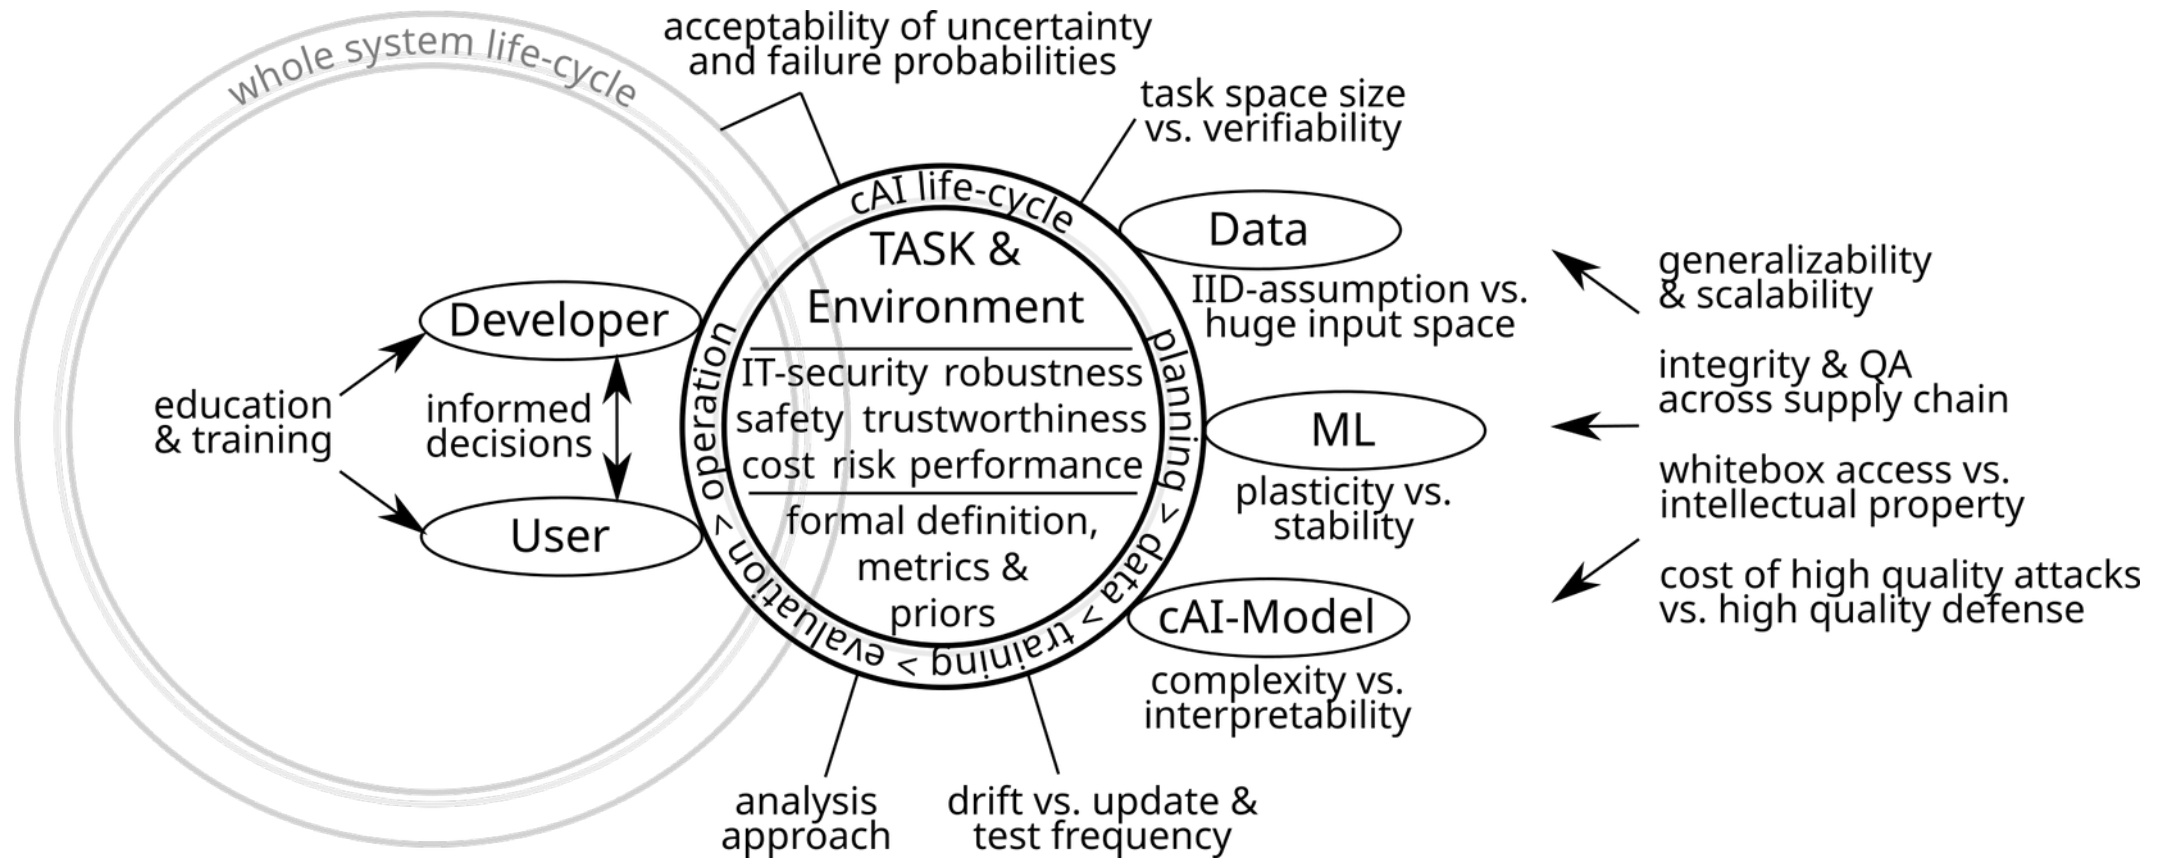 whole system life-cycle
acceptability of uncertainty
and failure probabilities
task space size
vs. verifiability
cAI life-cycle
planning > data > training > evaluation > operation
TASK &
Environment
IT-security robustness
safety trustworthiness
cost risk performance
formal definition,
metrics &
priors
Developer
education
& training
informed
decisions
User
Data
IID-assumption vs.
huge input space
ML
plasticity vs.
stability
cAI-Model
complexity vs.
interpretability
generalizability
& scalability
integrity & QA
across supply chain
whitebox access vs.
intellectual property
cost of high quality attacks
vs. high quality defense
analysis
approach
drift vs. update &
test frequency